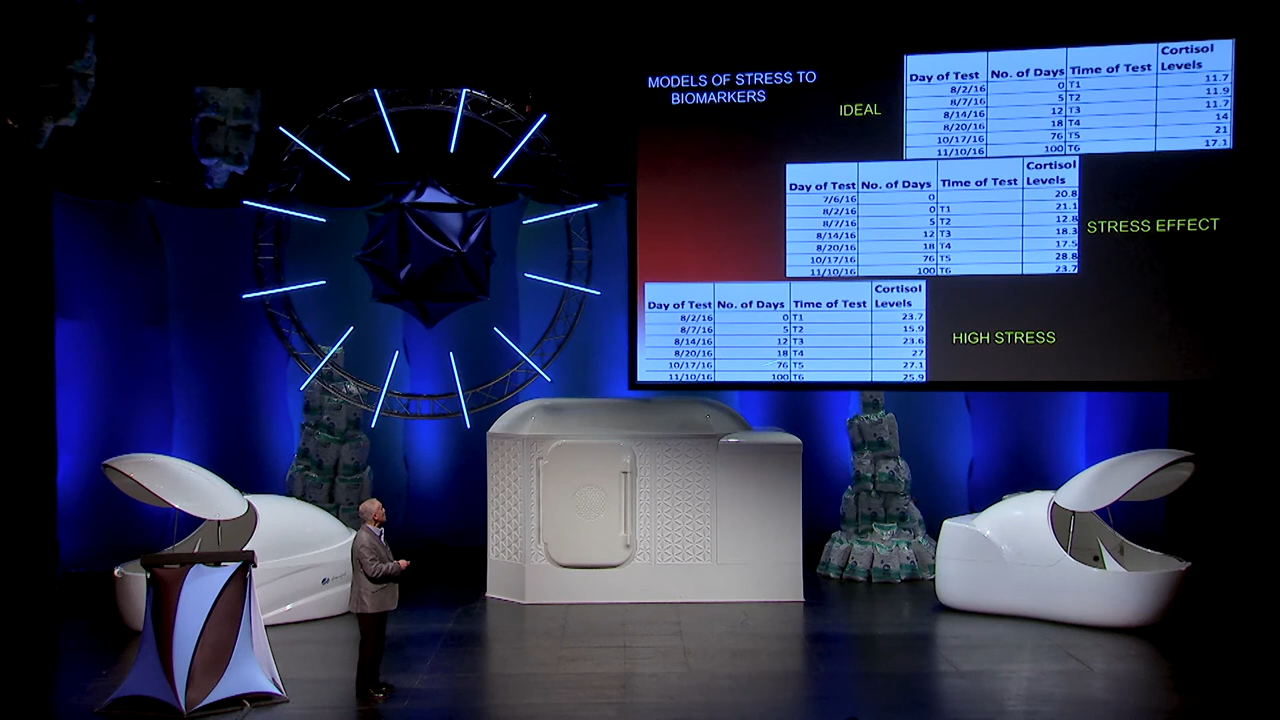 MODELS OF STRESS TO
BIOMARKERS
IDEAL
Day of Test No. of Days Time of Test Cortisol Levels
8/2/16 0 T1 11.7
8/7/16 5 T2 11.9
8/14/16 12 T3 11.7
8/20/16 18 T4 14
10/17/16 76 T5 21
11/10/16 100 T6 17.1
Day of Test No. of Days Time of Test Cortisol Levels
7/6/16 0 20.8
8/2/16 0 T1 21.1
8/7/16 5 T2 12.8
8/14/16 12 T3 18.3
8/20/16 18 T4 17.5
10/17/16 76 T5 28.8
11/10/16 100 T6 23.7
STRESS EFFECT
Day of Test No. of Days Time of Test Cortisol Levels
8/2/16 0 T1 23.7
8/7/16 5 T2 15.9
8/14/16 12 T3 23.6
8/20/16 18 T4 27
10/17/16 76 T5 27.1
11/10/16 100 T6 25.9
HIGH STRESS